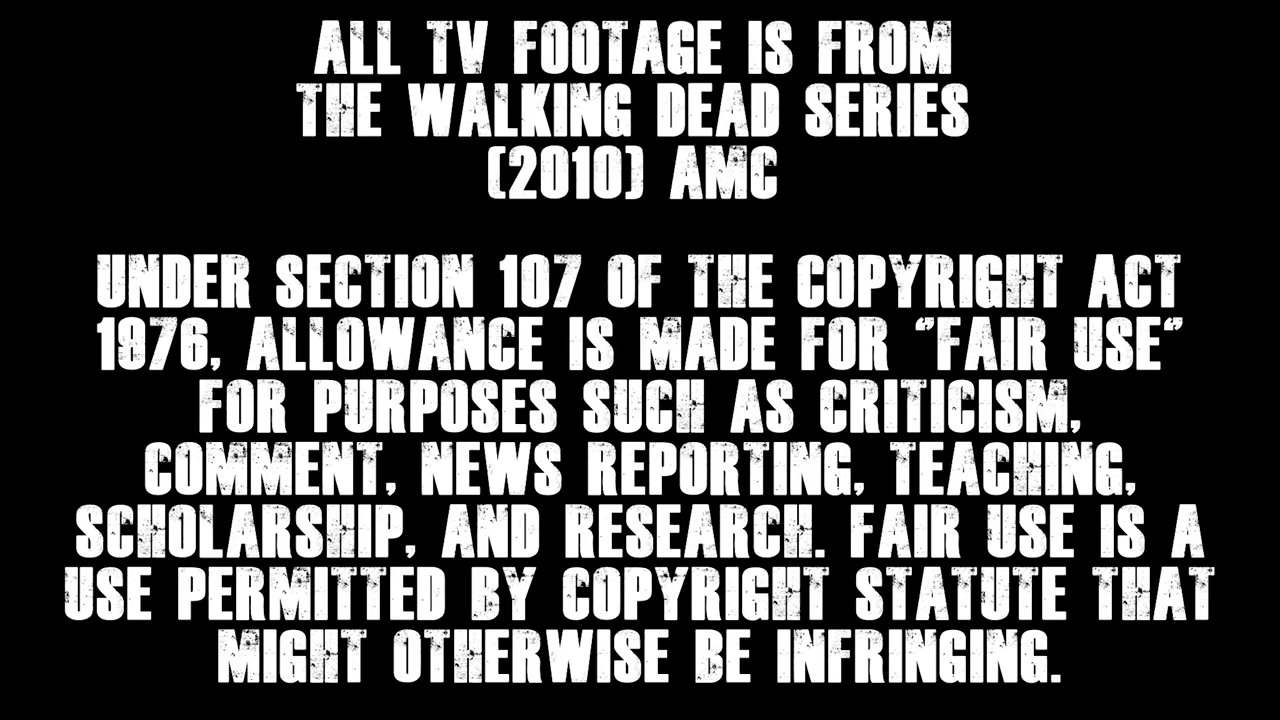 ALL TV FOOTAGE IS FROM
THE WALKING DEAD SERIES
(2010) AMC
UNDER SECTION 107 OF THE COPYRIGHT ACT
1976, ALLOWANCE IS MADE FOR "FAIR USE"
FOR PURPOSES SUCH AS CRITICISM,
COMMENT, NEWS REPORTING, TEACHING,
SCHOLARSHIP, AND RESEARCH. FAIR USE IS A
USE PERMITTED BY COPYRIGHT STATUTE THAT
MIGHT OTHERWISE BE INFRINGING.